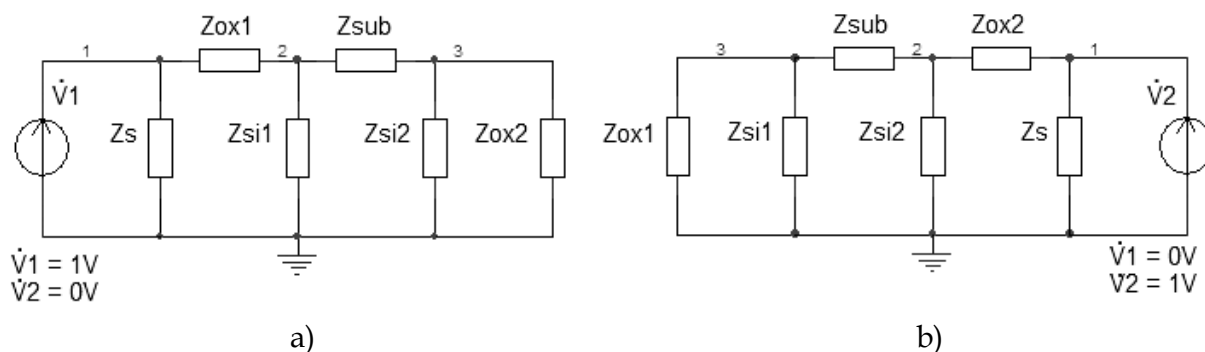 Zox1 Zsub
1 2 3
V̇1
Zs Zsi1 Zsi2 Zox2
V̇1 = 1V
V̇2 = 0V
a)
Zsub Zox2
3 2 1
V̇2
Zox1 Zsi1 Zsi2 Zs
V̇1 = 0V
V̇2 = 1V
b)